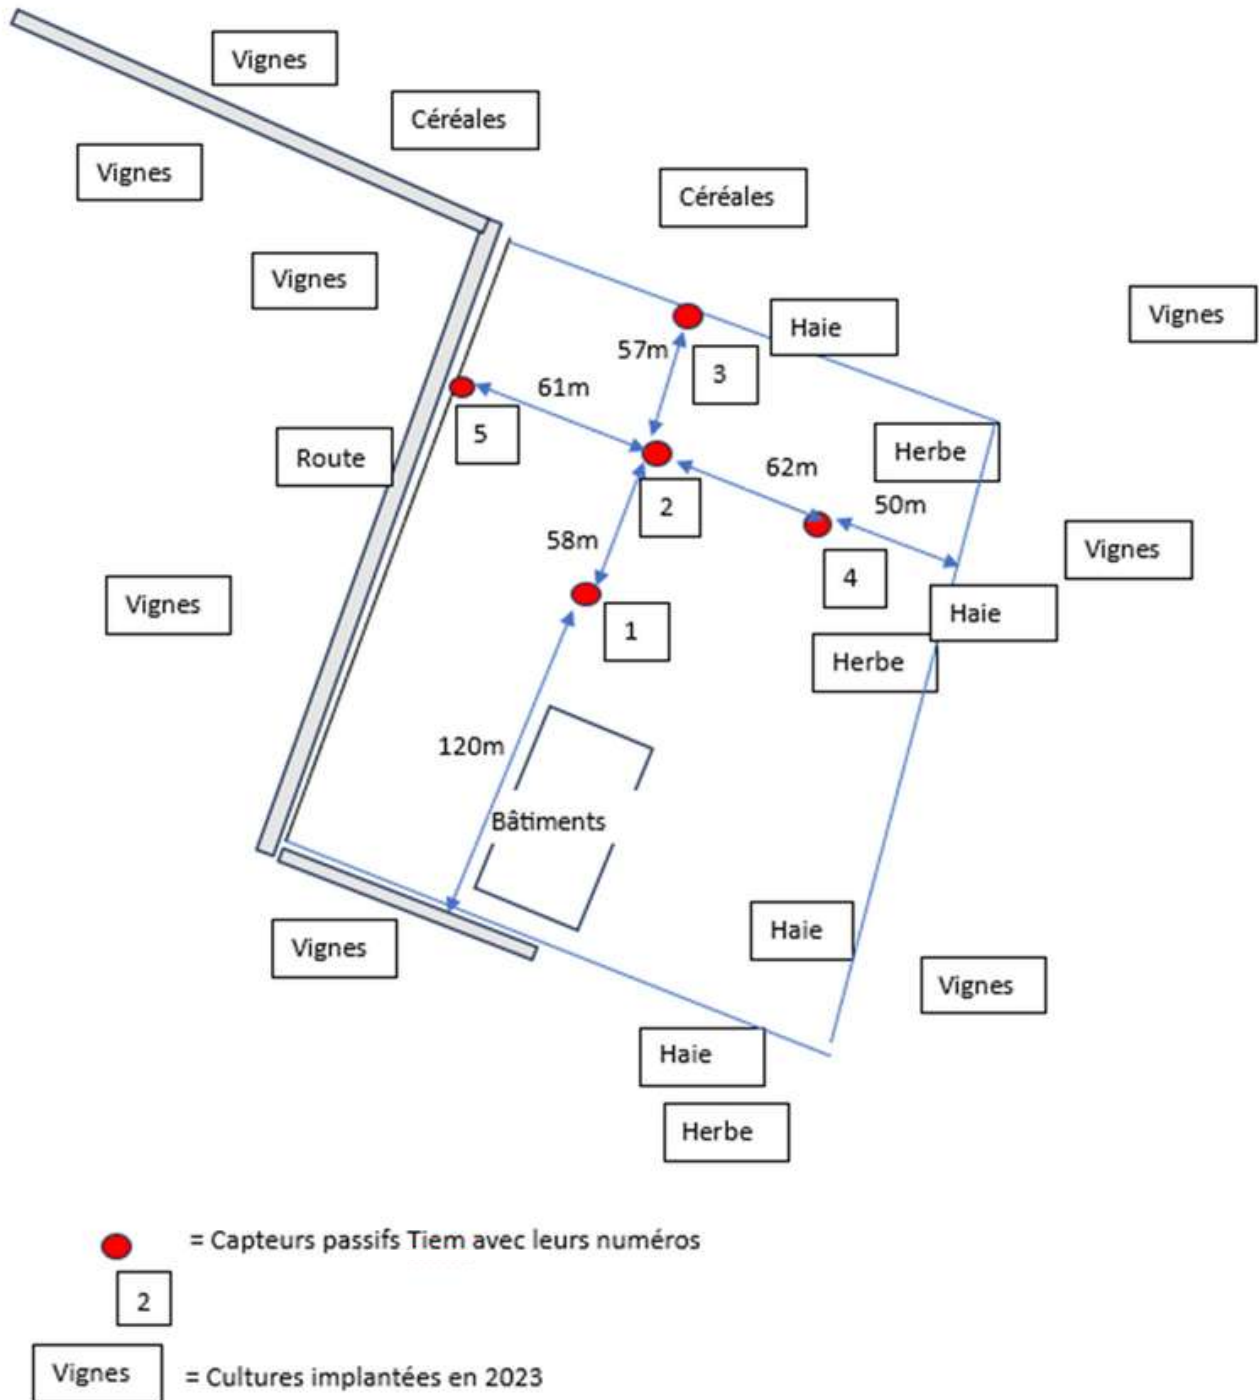 Vignes
Céréales
Vignes
Céréales
Vignes
Vignes
Haie
57m
3
61m
5
Herbe
Route
62m
2
50m
58m
Vignes
4
Vignes
Haie
1
Herbe
120m
Bâtiments
Haie
Vignes
Vignes
Haie
Herbe
= Capteurs passifs Tiem avec leurs numéros
2
Vignes
= Cultures implantées en 2023